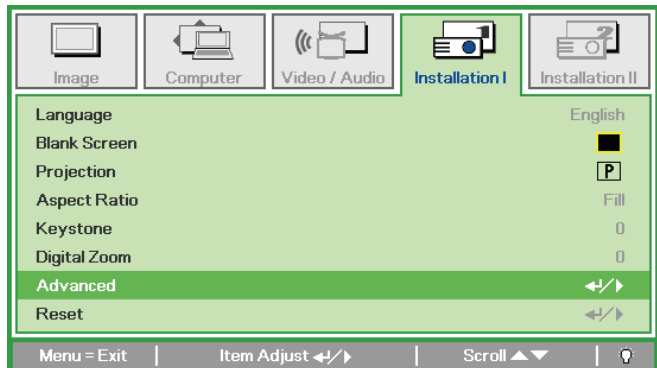 Image Computer Video / Audio Installation I Installation II
Language English
Blank Screen
Projection P
Aspect Ratio Fill
Keystone 0
Digital Zoom 0
Advanced ↵/▶
Reset ↵/▶
Menu = Exit | Item Adjust ↵/▶ | Scroll ▲▼ |